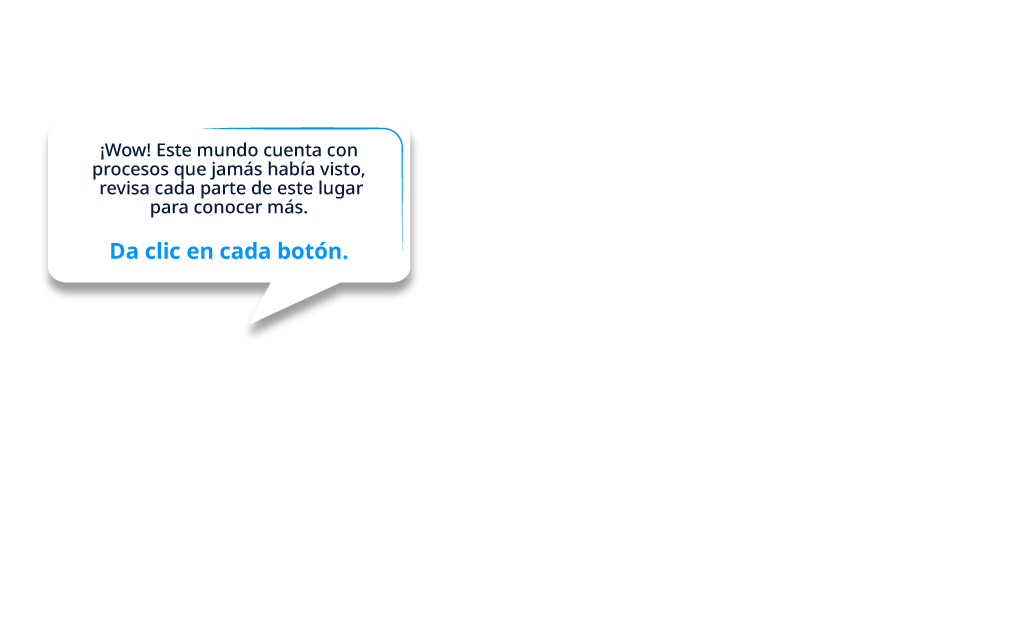 ¡Wow! Este mundo cuenta con
procesos que jamás había visto,
revisa cada parte de este lugar
para conocer más.
Da clic en cada botón.